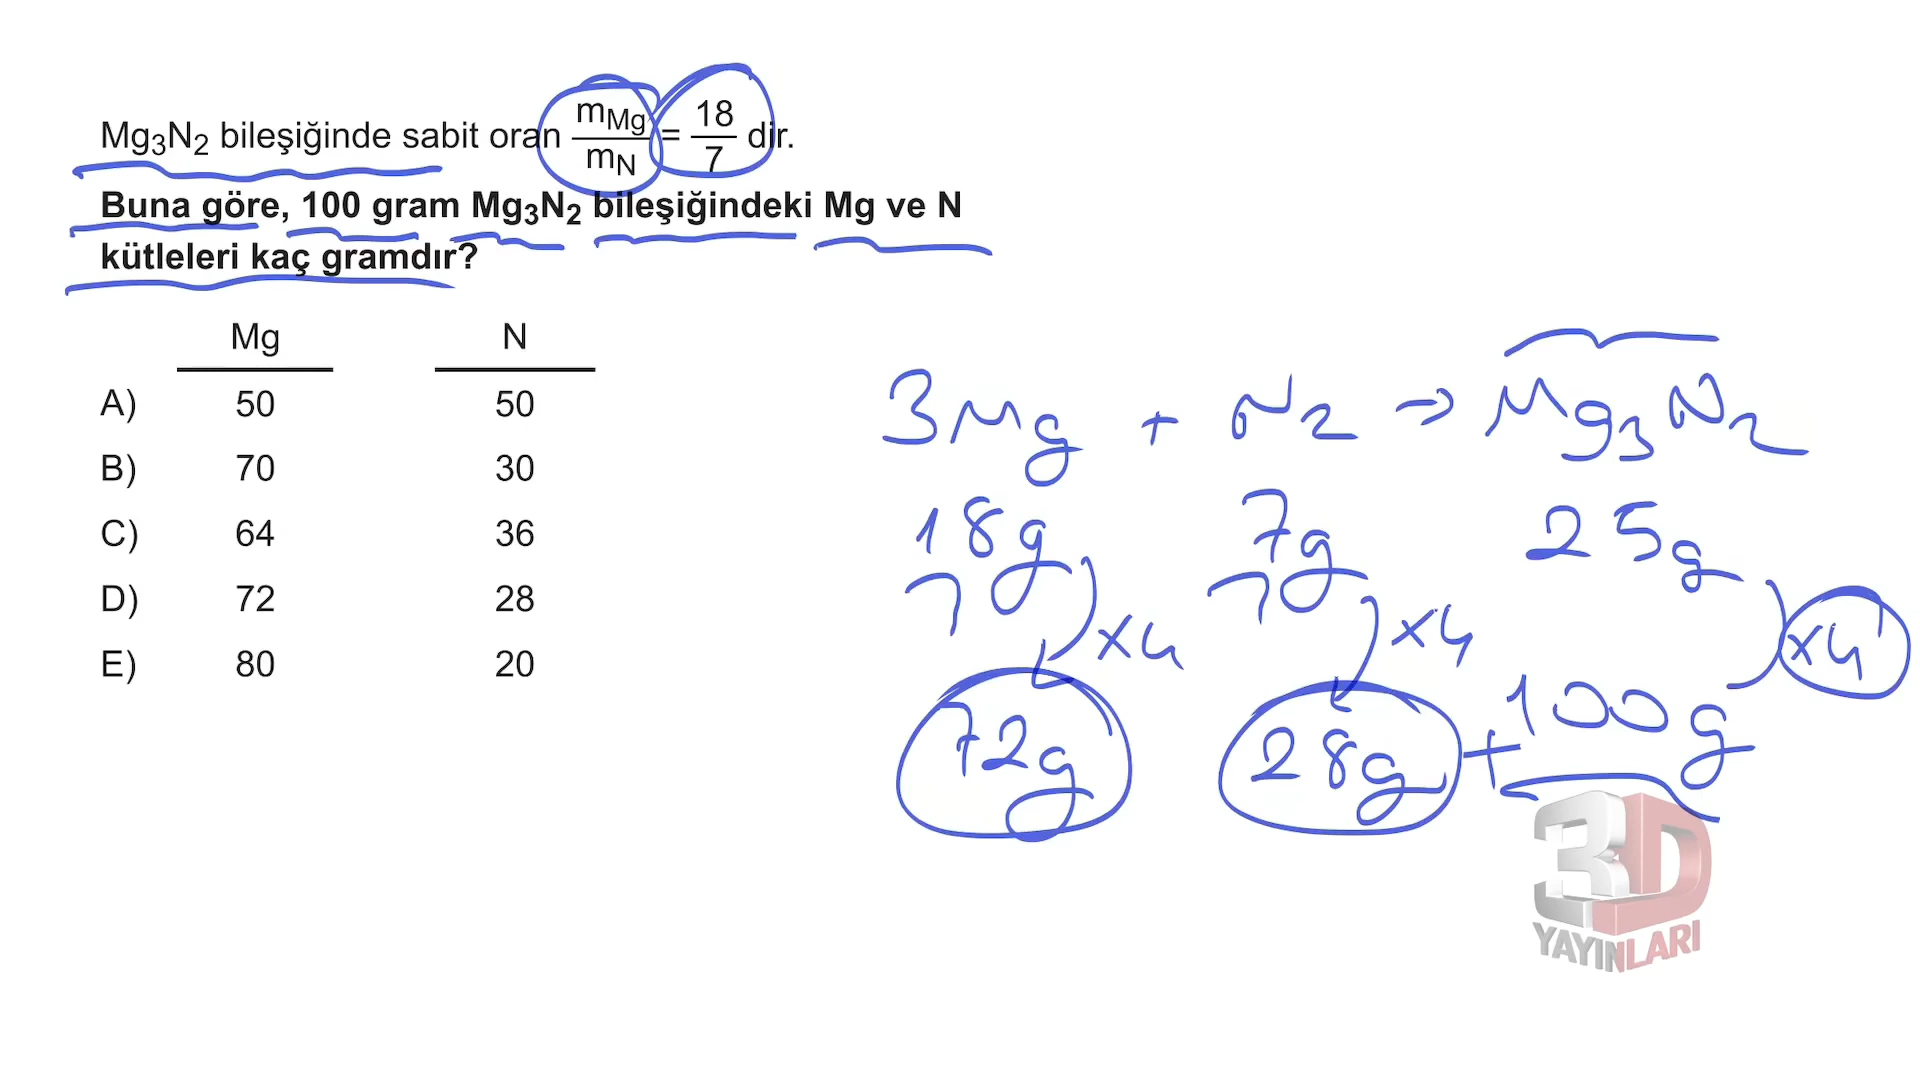 Mg3N2 bileşiğinde sabit oran mMg/mN = 18/7 dir.
Buna göre, 100 gram Mg3N2 bileşiğindeki Mg ve N
kütleleri kaç gramdır?
Mg N
A) 50 50
B) 70 30
C) 64 36
D) 72 28
E) 80 20
3Mg + N2 → Mg3N2
18g 7g 25g
x4 x4 x4
72g 28g + 100g
3D
YAYINLARI